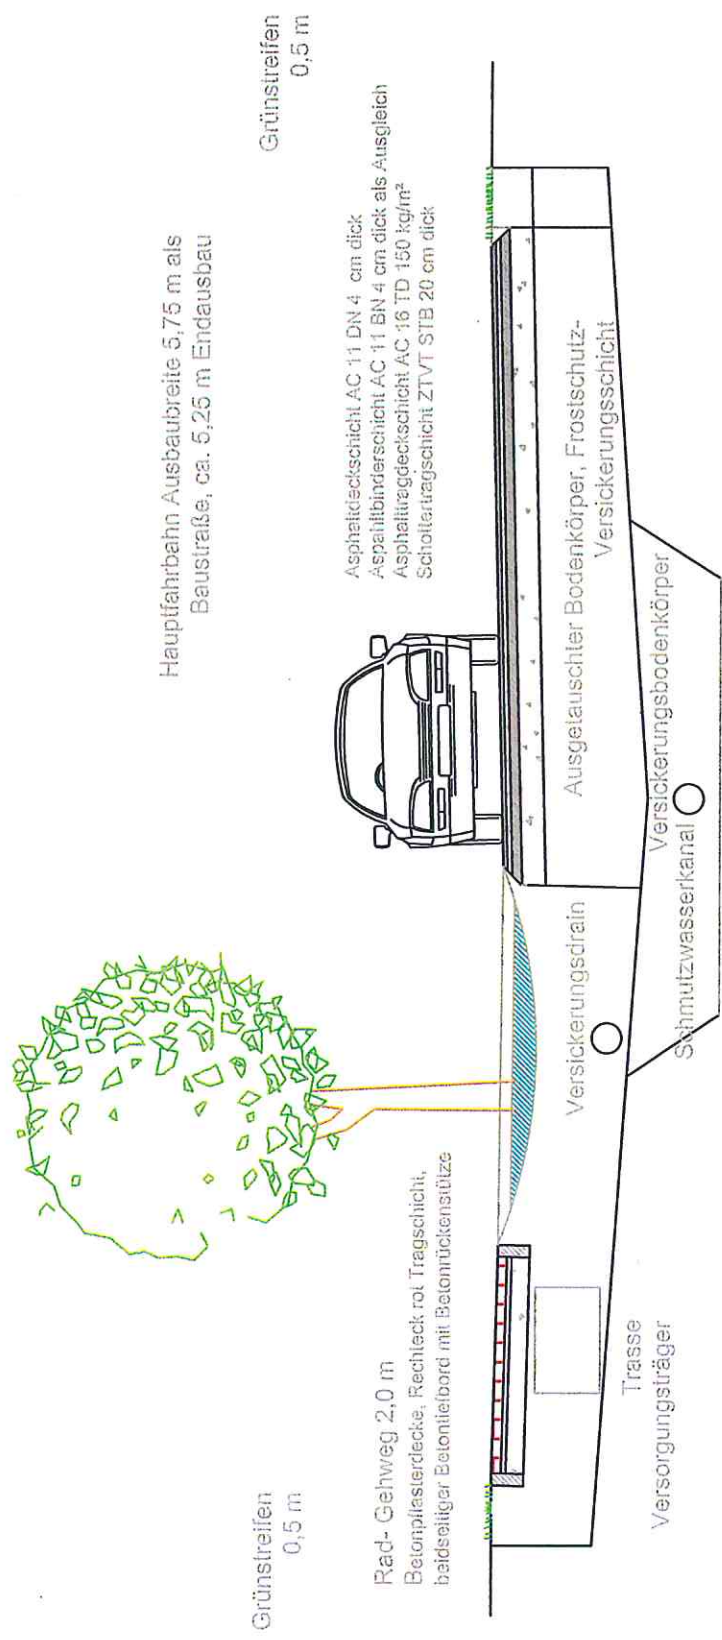 Grünstreifen
0,5 m
Rad- Gehweg 2,0 m
Betonpflasterdecke, Rechteck rot Tragschicht,
beidseitiger Betontiefbord mit Betonrückenstütze
Hauptfahrbahn Ausbaubreite 5,75 m als
Baustraße, ca. 5,25 m Endausbau
Grünstreifen
0,5 m
Asphaltdeckschicht AC 11 DN 4 cm dick
Aspahltbinderschicht AC 11 BN 4 cm dick als Ausgleich
Asphalttragdeckschicht AC 16 TD 150 kg/m²
Schottertragschicht ZTVT STB 20 cm dick
Trasse
Versorgungsträger
Versickerungsdrain
Ausgetauschter Bodenkörper, Frostschutz-
Versickerungsschicht
Versickerungsbodenkörper
Schmutzwasserkanal